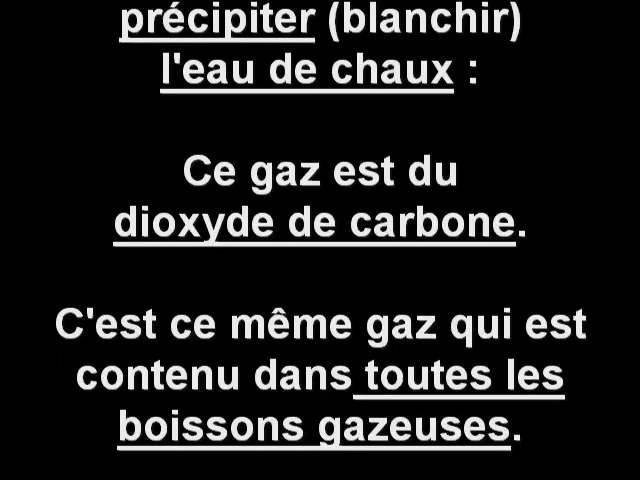 précipiter (blanchir)
l'eau de chaux :
Ce gaz est du
dioxyde de carbone.
C'est ce même gaz qui est
contenu dans toutes les
boissons gazeuses.